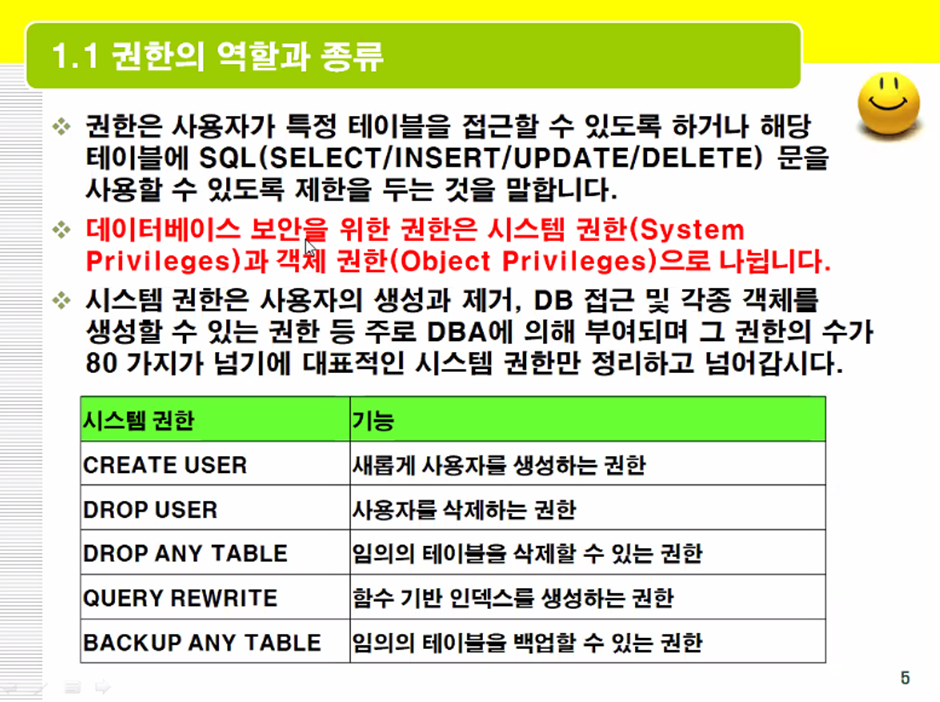 1.1 권한의 역할과 종류
권한은 사용자가 특정 테이블을 접근할 수 있도록 하거나 해당
테이블에 SQL(SELECT/INSERT/UPDATE/DELETE) 문을
사용할 수 있도록 제한을 두는 것을 말합니다.
데이터베이스 보안을 위한 권한은 시스템 권한(System
Privileges)과 객체 권한(Object Privileges)으로 나뉩니다.
시스템 권한은 사용자의 생성과 제거, DB 접근 및 각종 객체를
생성할 수 있는 권한 등 주로 DBA에 의해 부여되며 그 권한의 수가
80 가지가 넘기에 대표적인 시스템 권한만 정리하고 넘어갑시다.
시스템 권한 기능
CREATE USER 새롭게 사용자를 생성하는 권한
DROP USER 사용자를 삭제하는 권한
DROP ANY TABLE 임의의 테이블을 삭제할 수 있는 권한
QUERY REWRITE 함수 기반 인덱스를 생성하는 권한
BACKUP ANY TABLE 임의의 테이블을 백업할 수 있는 권한
5